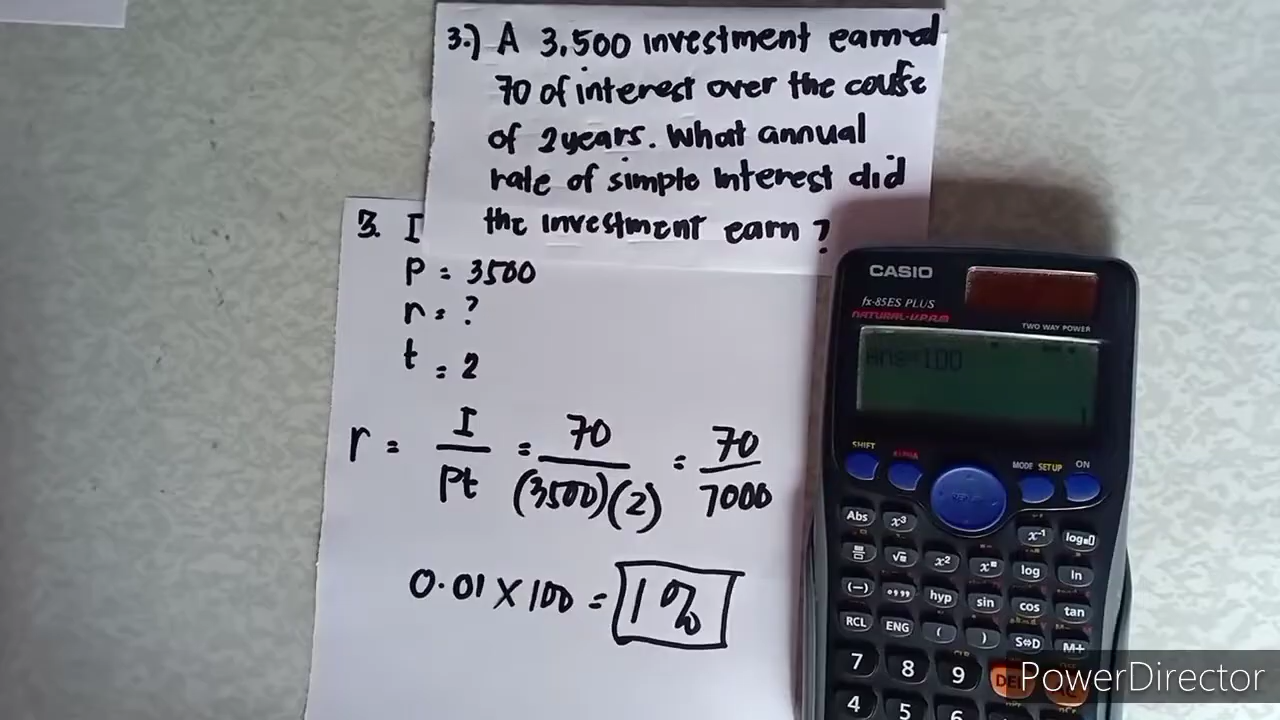 3.) A 3,500 investment earned
70 of interest over the course
of 2 years. What annual
rate of simple interest did
the investment earn?
3. I
P = 3500
r = ?
t = 2
r = I / Pt = 70 / (3500)(2) = 70 / 7000
0.01 x 100 = 1%
CASIO
fx-85ES PLUS
NATURAL-V.P.A.M.
TWO WAY POWER
Ans×100
1
SHIFT ALPHA MODE SETUP ON
Abs x³ x⁻¹ log
√ x² log ln
(−) hyp sin cos tan
RCL ENG ( ) S⇔D M+
7 8 9 DEL AC
4 5 6
PowerDirector